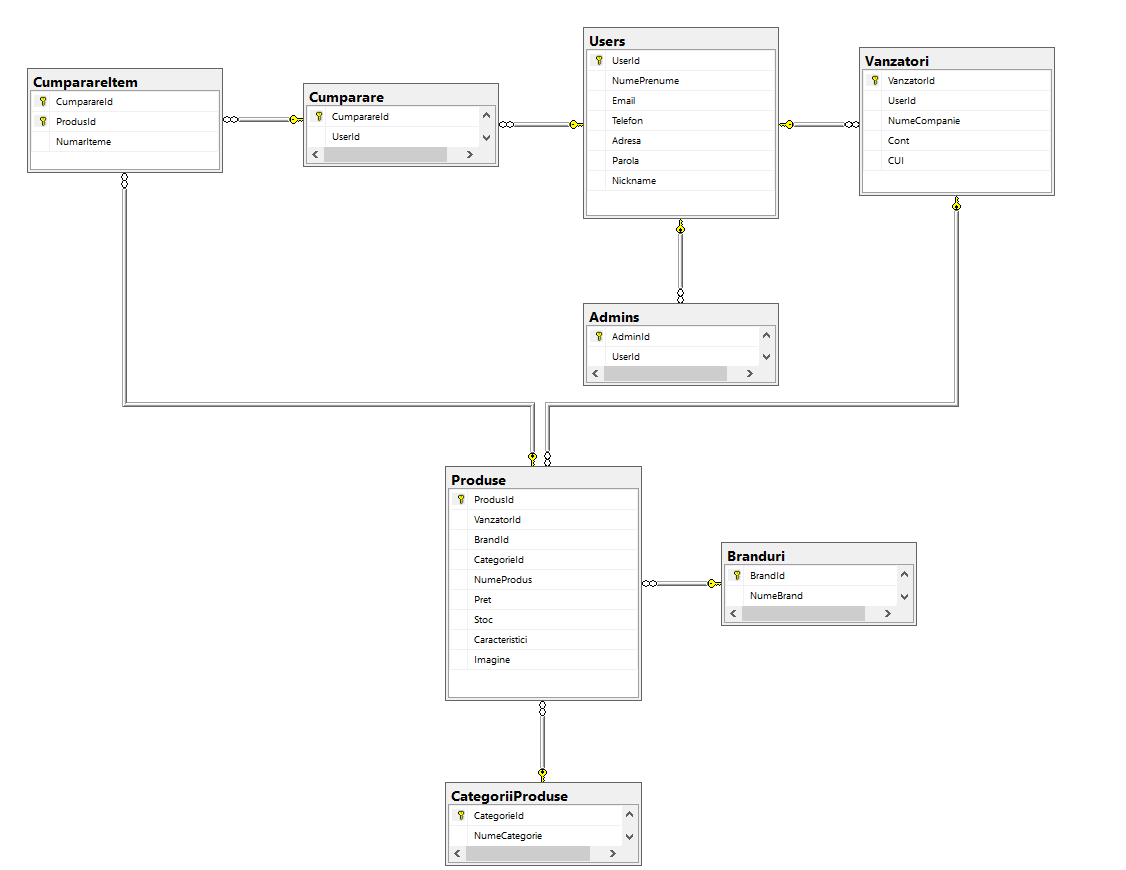 CumparareItem
CumparareId
ProdusId
NumarIteme
Cumparare
CumparareId
UserId
Users
UserId
NumePrenume
Email
Telefon
Adresa
Parola
Nickname
Vanzatori
VanzatorId
UserId
NumeCompanie
Cont
CUI
Admins
AdminId
UserId
Produse
ProdusId
VanzatorId
BrandId
CategorieId
NumeProdus
Pret
Stoc
Caracteristici
Imagine
Branduri
BrandId
NumeBrand
CategoriiProduse
CategorieId
NumeCategorie